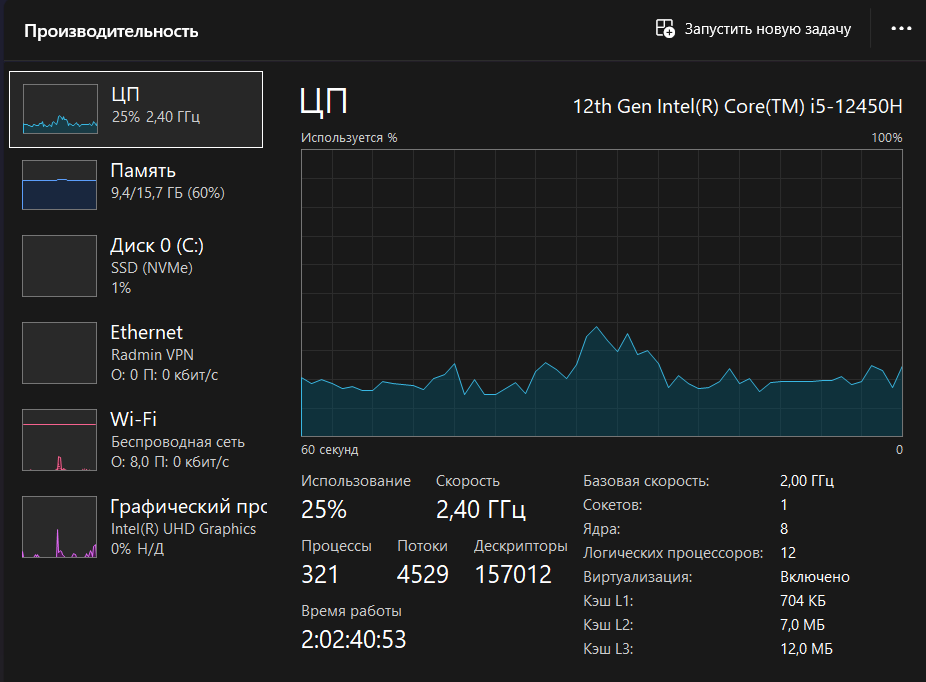 Производительность
Запустить новую задачу
ЦП
25% 2,40 ГГц
Память
9,4/15,7 ГБ (60%)
Диск 0 (C:)
SSD (NVMe)
1%
Ethernet
Radmin VPN
О: 0 П: 0 кбит/с
Wi-Fi
Беспроводная сеть
О: 8,0 П: 0 кбит/с
Графический прс
Intel(R) UHD Graphics
0% Н/Д
ЦП
12th Gen Intel(R) Core(TM) i5-12450H
Используется %
100%
60 секунд
0
Использование
Скорость
25%
2,40 ГГц
Процессы
Потоки
Дескрипторы
321
4529
157012
Время работы
2:02:40:53
Базовая скорость:
2,00 ГГц
Сокетов:
1
Ядра:
8
Логических процессоров:
12
Виртуализация:
Включено
Кэш L1:
704 КБ
Кэш L2:
7,0 МБ
Кэш L3:
12,0 МБ